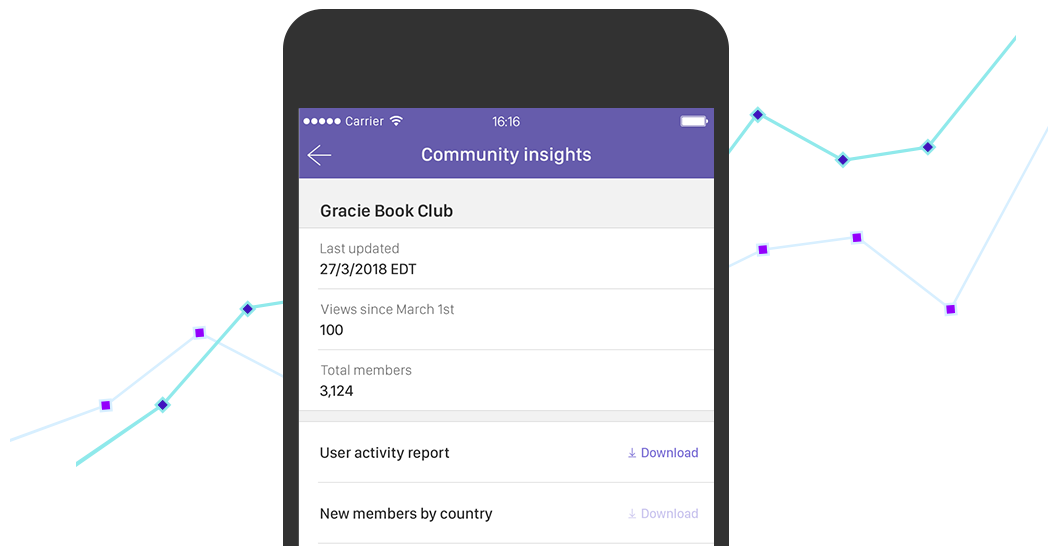 Carrier 16:16
Community insights
Gracie Book Club
Last updated
27/3/2018 EDT
Views since March 1st
100
Total members
3,124
User activity report Download
New members by country Download